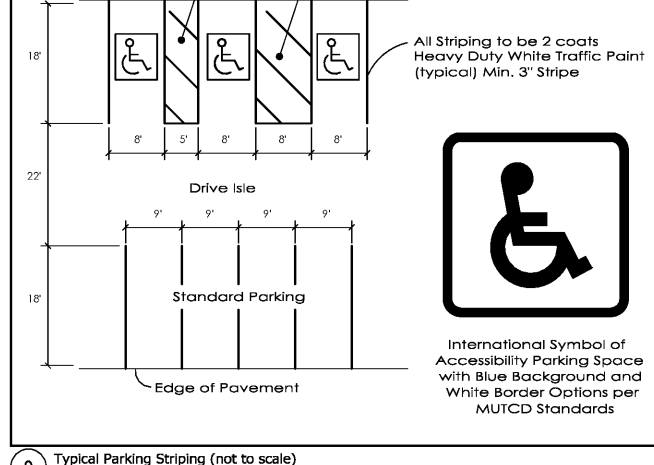 18'
All Striping to be 2 coats
Heavy Duty White Traffic Paint
(typical) Min. 3" Stripe
8' 5' 8' 8' 8'
22'
Drive Isle
9' 9' 9' 9'
18'
Standard Parking
Edge of Pavement
International Symbol of
Accessibility Parking Space
with Blue Background and
White Border Options per
MUTCD Standards
Typical Parking Striping (not to scale)